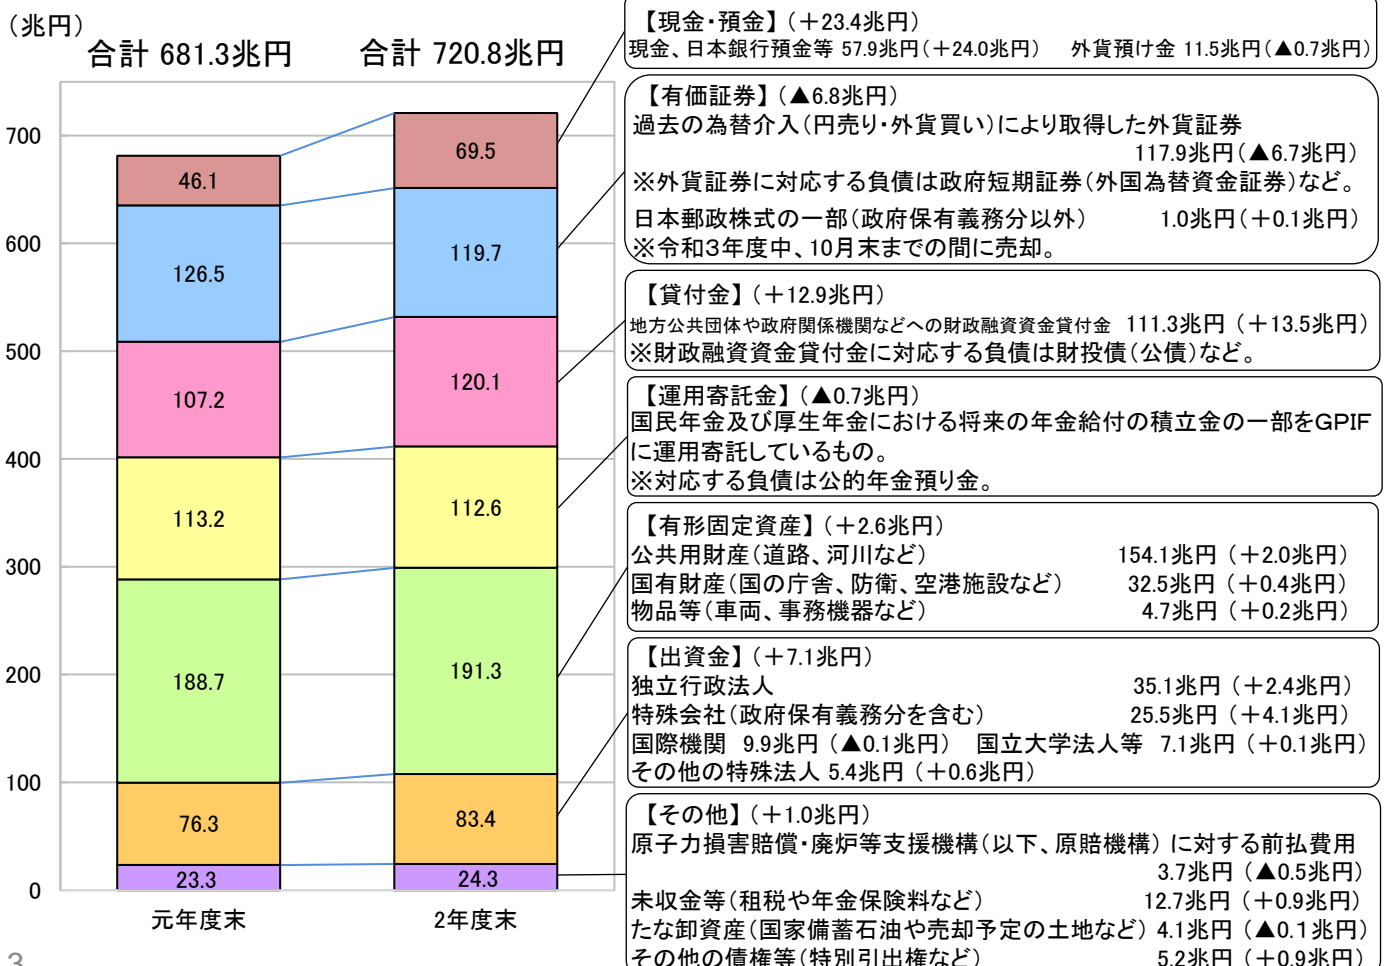 (兆円)
合計 681.3兆円
合計 720.8兆円
700
600
500
400
300
200
100
0
46.1
126.5
107.2
113.2
188.7
76.3
23.3
元年度末
69.5
119.7
120.1
112.6
191.3
83.4
24.3
2年度末
【現金・預金】(+23.4兆円)
現金、日本銀行預金等 57.9兆円(+24.0兆円) 外貨預け金 11.5兆円(▲0.7兆円)
【有価証券】(▲6.8兆円)
過去の為替介入(円売り・外貨買い)により取得した外貨証券
117.9兆円(▲6.7兆円)
※外貨証券に対応する負債は政府短期証券(外国為替資金証券)など。
日本郵政株式の一部(政府保有義務分以外) 1.0兆円(+0.1兆円)
※令和3年度中、10月末までの間に売却。
【貸付金】(+12.9兆円)
地方公共団体や政府関係機関などへの財政融資資金貸付金 111.3兆円 (+13.5兆円)
※財政融資資金貸付金に対応する負債は財投債(公債)など。
【運用寄託金】(▲0.7兆円)
国民年金及び厚生年金における将来の年金給付の積立金の一部をGPIF
に運用寄託しているもの。
※対応する負債は公的年金預り金。
【有形固定資産】(+2.6兆円)
公共用財産(道路、河川など) 154.1兆円 (+2.0兆円)
国有財産(国の庁舎、防衛、空港施設など) 32.5兆円 (+0.4兆円)
物品等(車両、事務機器など) 4.7兆円 (+0.2兆円)
【出資金】(+7.1兆円)
独立行政法人 35.1兆円 (+2.4兆円)
特殊会社(政府保有義務分を含む) 25.5兆円 (+4.1兆円)
国際機関 9.9兆円 (▲0.1兆円) 国立大学法人等 7.1兆円 (+0.1兆円)
その他の特殊法人 5.4兆円 (+0.6兆円)
【その他】(+1.0兆円)
原子力損害賠償・廃炉等支援機構(以下、原賠機構) に対する前払費用
3.7兆円 (▲0.5兆円)
未収金等(租税や年金保険料など) 12.7兆円 (+0.9兆円)
たな卸資産(国家備蓄石油や売却予定の土地など) 4.1兆円 (▲0.1兆円)
その他の債権等(特別引出権など) 5.2兆円 (+0.9兆円)
3